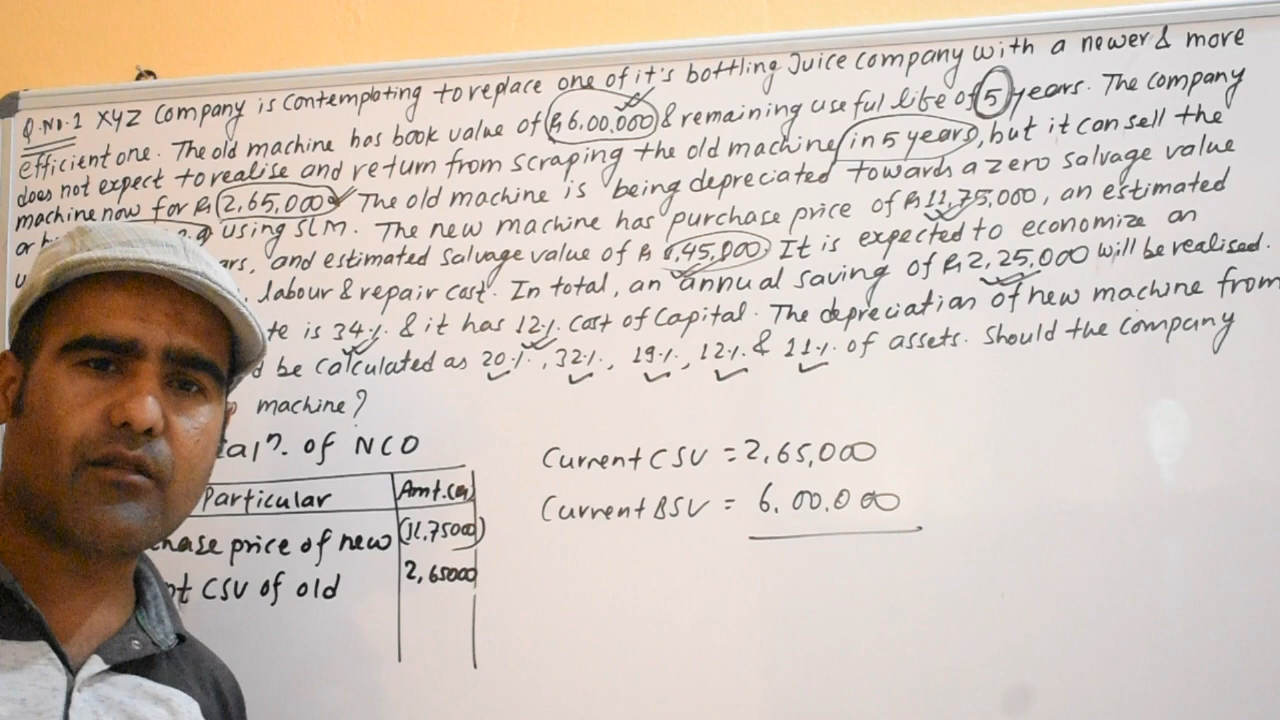 Q.No.1 XYZ Company is Contemplating to replace one of it's bottling Juice company with a newer & more
efficient one. The old machine has book value of ₨ 6,00,000 & remaining useful life of 5 years. The company
does not expect to realise and return from scraping the old machine in 5 years, but it can sell the
machine now for ₨ 2,65,000 The old machine is being depreciated towards a zero salvage value
using SLM. The new machine has purchase price of ₨ 11,75,000, an estimated
and estimated salvage value of ₨ ,45,000 It is expected to economize on
labour & repair cost. In total, an annual saving of ₨ 2,25,000 will be realised.
te is 34%. & it has 12%. Cost of Capital. The depreciation of new machine from
d be calculated as 20%, 32%, 19%, 12% & 11% of assets. Should the company
machine?
of NCO
Particular Amt.(₨)
hase price of new (11,75000)
CSV of old 2,65000
Current CSV = 2,65,000
Current BSV = 6.00.000